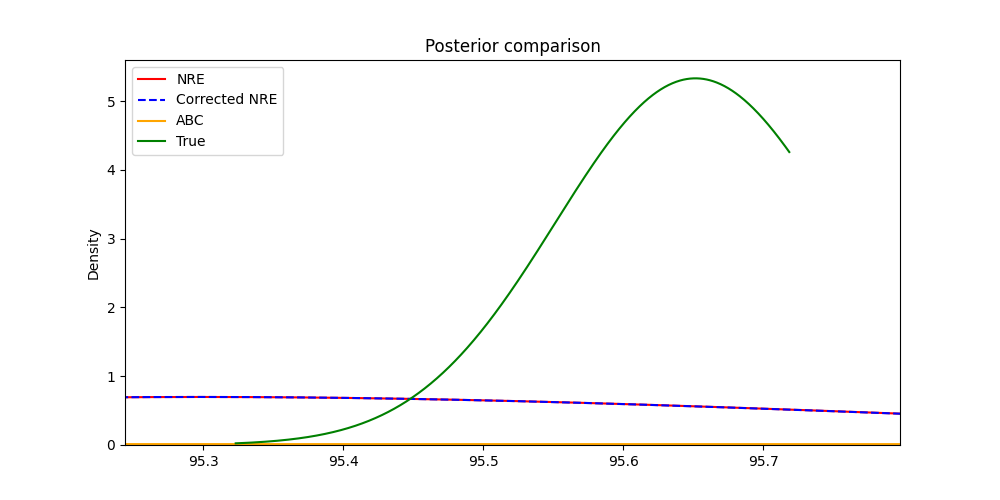 Posterior comparison
NRE
Corrected NRE
ABC
True
Density
5
4
3
2
1
0
95.3 95.4 95.5 95.6 95.7